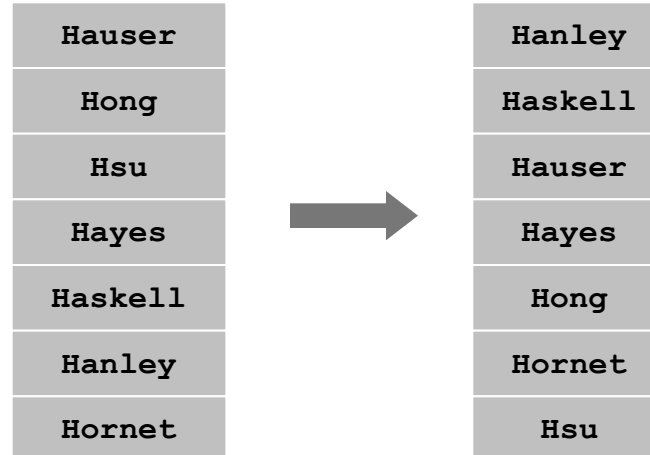 Hauser
Hong
Hsu
Hayes
Haskell
Hanley
Hornet
Hanley
Haskell
Hauser
Hayes
Hong
Hornet
Hsu